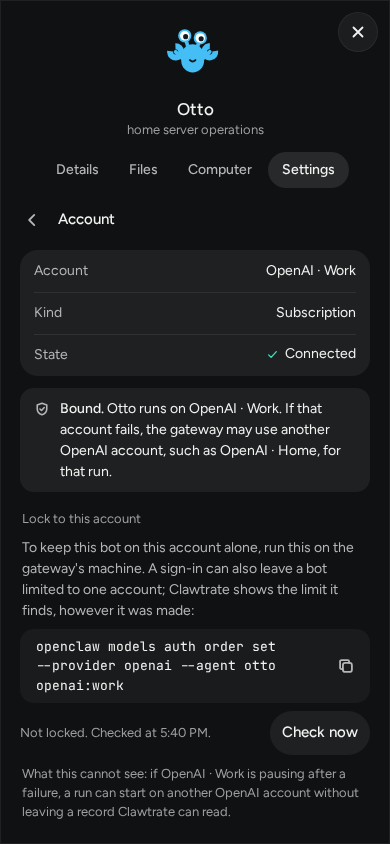 Otto
home server operations
Details Files Computer Settings
Account
Account OpenAI · Work
Kind Subscription
State Connected
Bound. Otto runs on OpenAI · Work. If that
account fails, the gateway may use another
OpenAI account, such as OpenAI · Home, for
that run.
Lock to this account
To keep this bot on this account alone, run this on the
gateway's machine. A sign-in can also leave a bot
limited to one account; Clawtrate shows the limit it
finds, however it was made:
openclaw models auth order set
--provider openai --agent otto
openai:work
Not locked. Checked at 5:40 PM.
Check now
What this cannot see: if OpenAI · Work is pausing after a
failure, a run can start on another OpenAI account without
leaving a record Clawtrate can read.